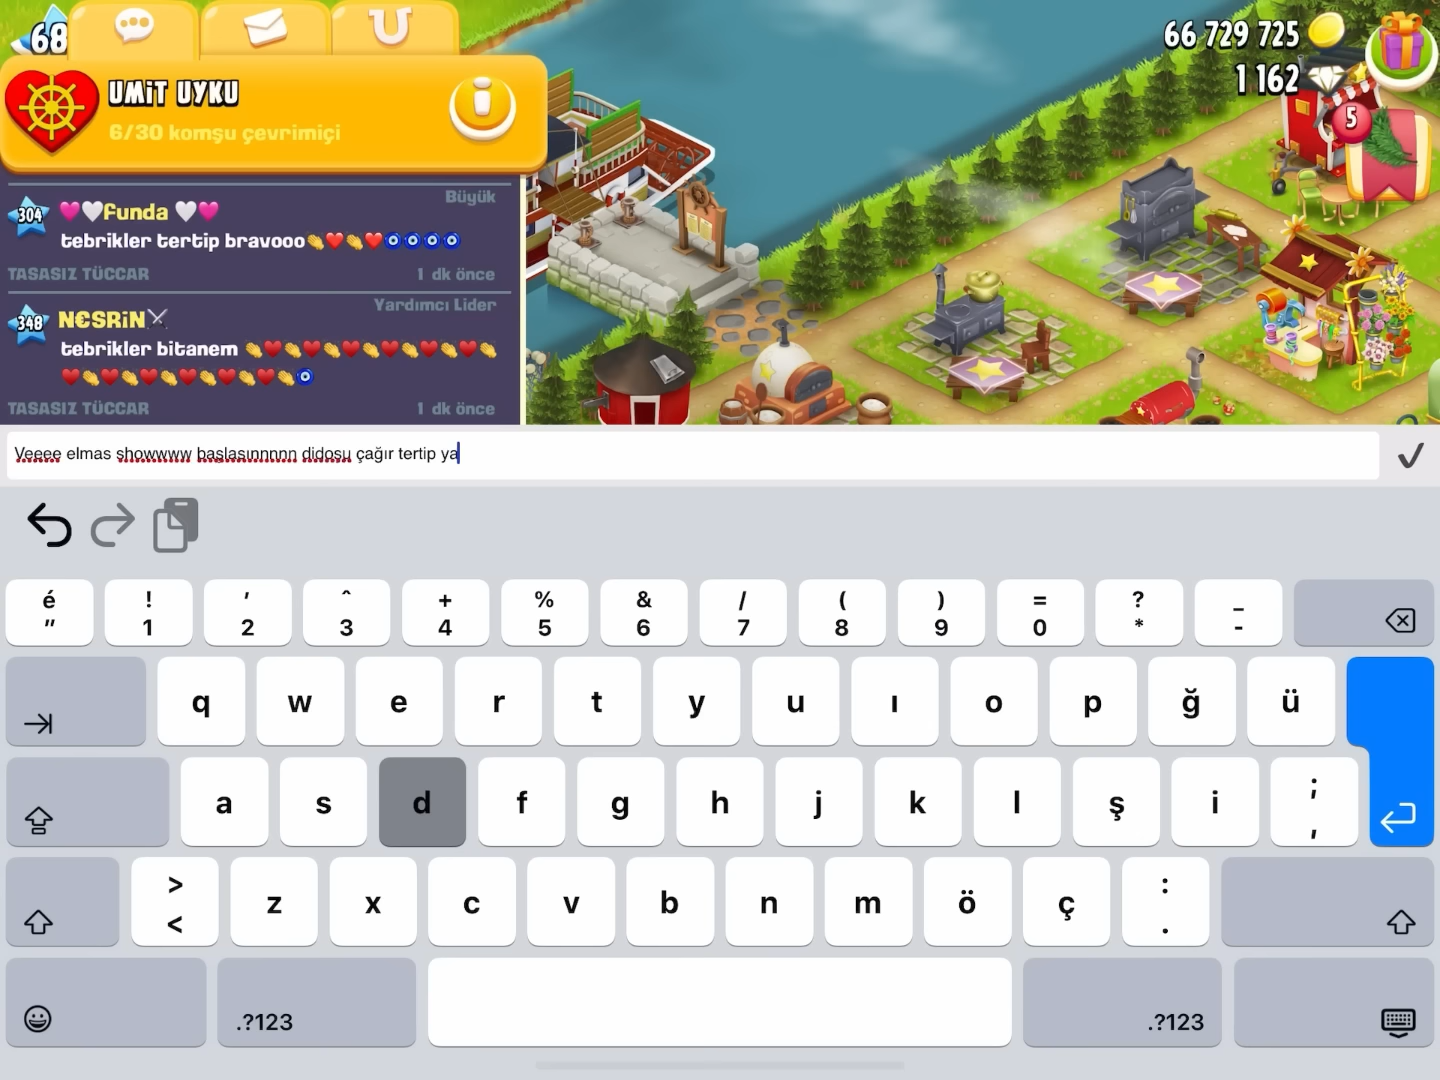 68
66 729 725
1 162
5
UMiT UYKU
6/30 komşu çevrimiçi
Büyük
304
🩷🤍Funda 🤍🩷
tebrikler tertip bravooo👏❤️👏❤️🧿🧿🧿🧿
TASASIZ TÜCCAR 1 dk önce
Yardımcı Lider
348
N€SRiN⚔
tebrikler bitanem 👏❤️👏❤️👏❤️👏❤️👏❤️👏❤️👏
❤️👏❤️👏❤️👏❤️👏❤️👏❤️👏🧿
TASASIZ TÜCCAR 1 dk önce
Veeee elmas showwww başlasınnnnn didoşu çağır tertip ya
é ! ' ^ + % & / ( ) = ? _
" 1 2 3 4 5 6 7 8 9 0 * -
q w e r t y u ı o p ğ ü
a s d f g h j k l ş i ; ,
> < z x c v b n m ö ç : .
.?123 .?123